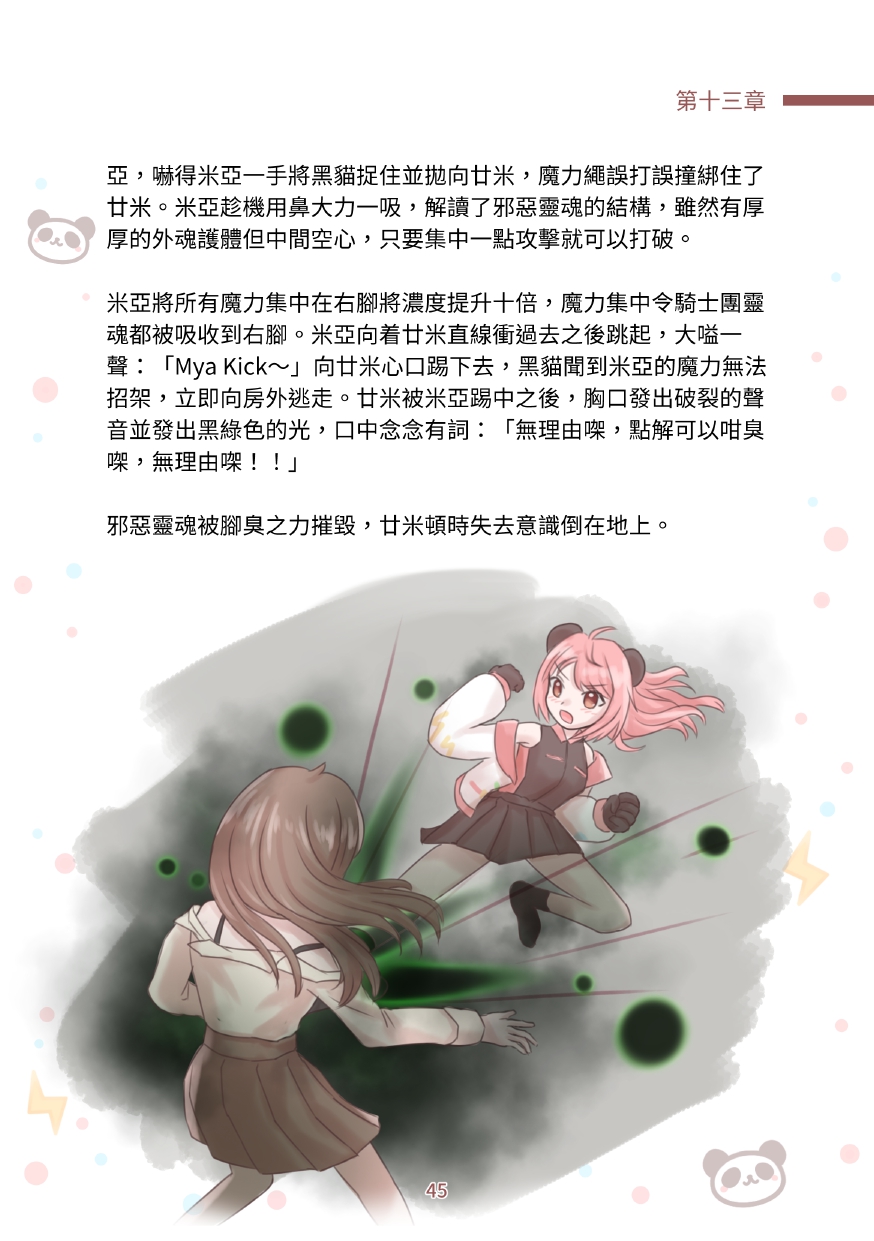 第十三章
亞，嚇得米亞一手將黑貓捉住並拋向廿米，魔力繩誤打誤撞綁住了
廿米。米亞趁機用鼻大力一吸，解讀了邪惡靈魂的結構，雖然有厚
厚的外魂護體但中間空心，只要集中一點攻擊就可以打破。
米亞將所有魔力集中在右腳將濃度提升十倍，魔力集中令騎士團靈
魂都被吸收到右腳。米亞向着廿米直線衝過去之後跳起，大嗌一
聲：「Mya Kick～」向廿米心口踢下去，黑貓聞到米亞的魔力無法
招架，立即向房外逃走。廿米被米亞踢中之後，胸口發出破裂的聲
音並發出黑綠色的光，口中念念有詞：「無理由㗎，點解可以咁臭
㗎，無理由㗎！！」
邪惡靈魂被腳臭之力摧毀，廿米頓時失去意識倒在地上。
45